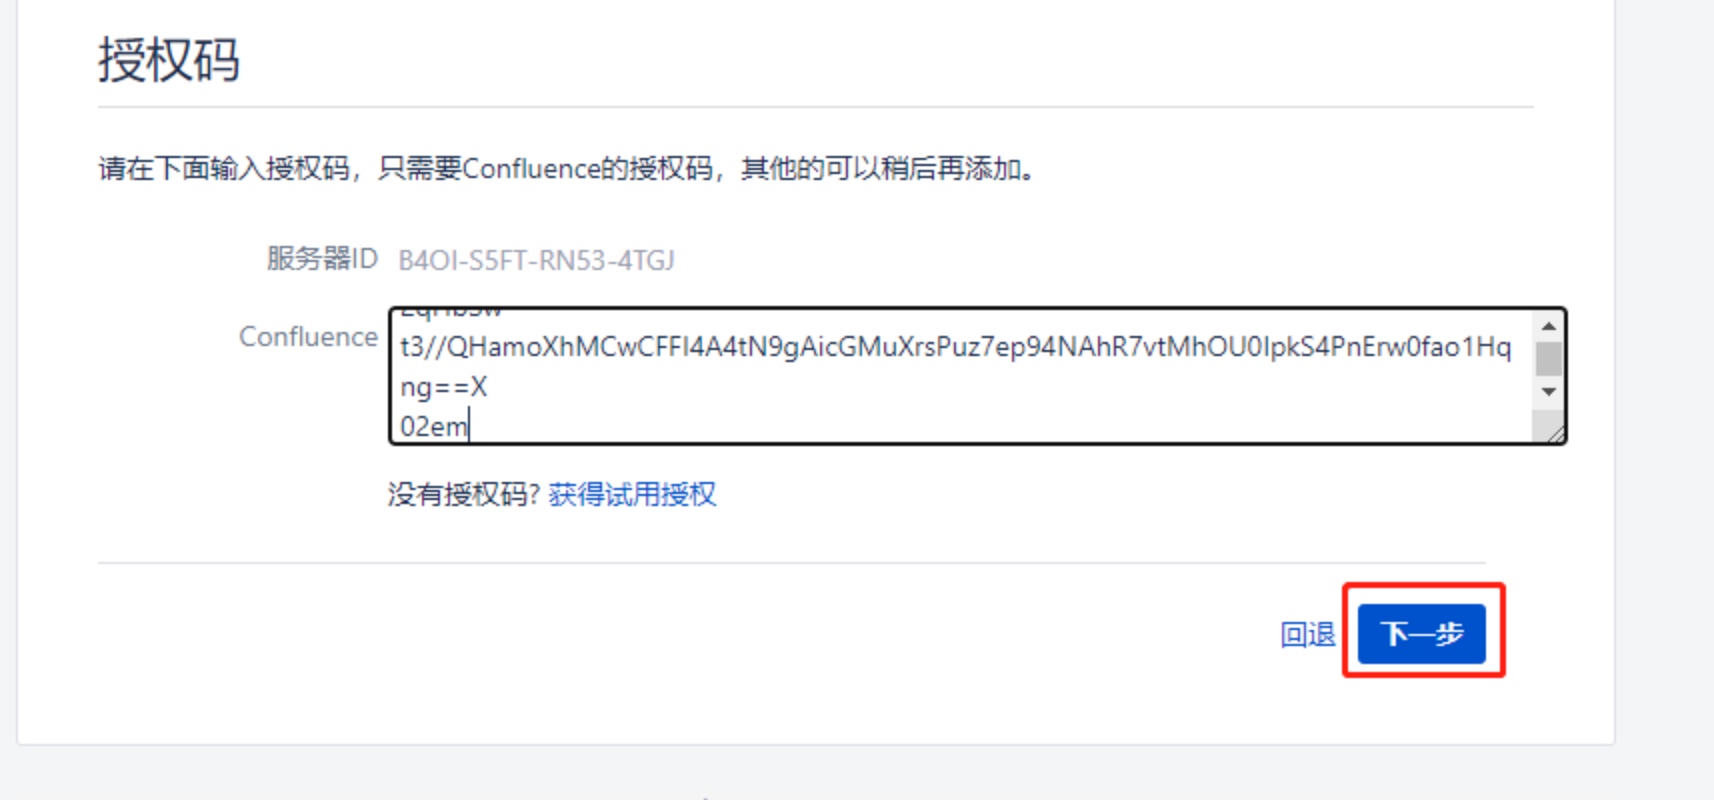 授权码
请在下面输入授权码，只需要Confluence的授权码，其他的可以稍后再添加。
服务器ID B4OI-S5FT-RN53-4TGJ
Confluence
t3//QHamoXhMCwCFFI4A4tN9gAicGMuXrsPuz7ep94NAhR7vtMhOU0IpkS4PnErw0fao1Hq
ng==X
02em
没有授权码? 获得试用授权
回退 下一步